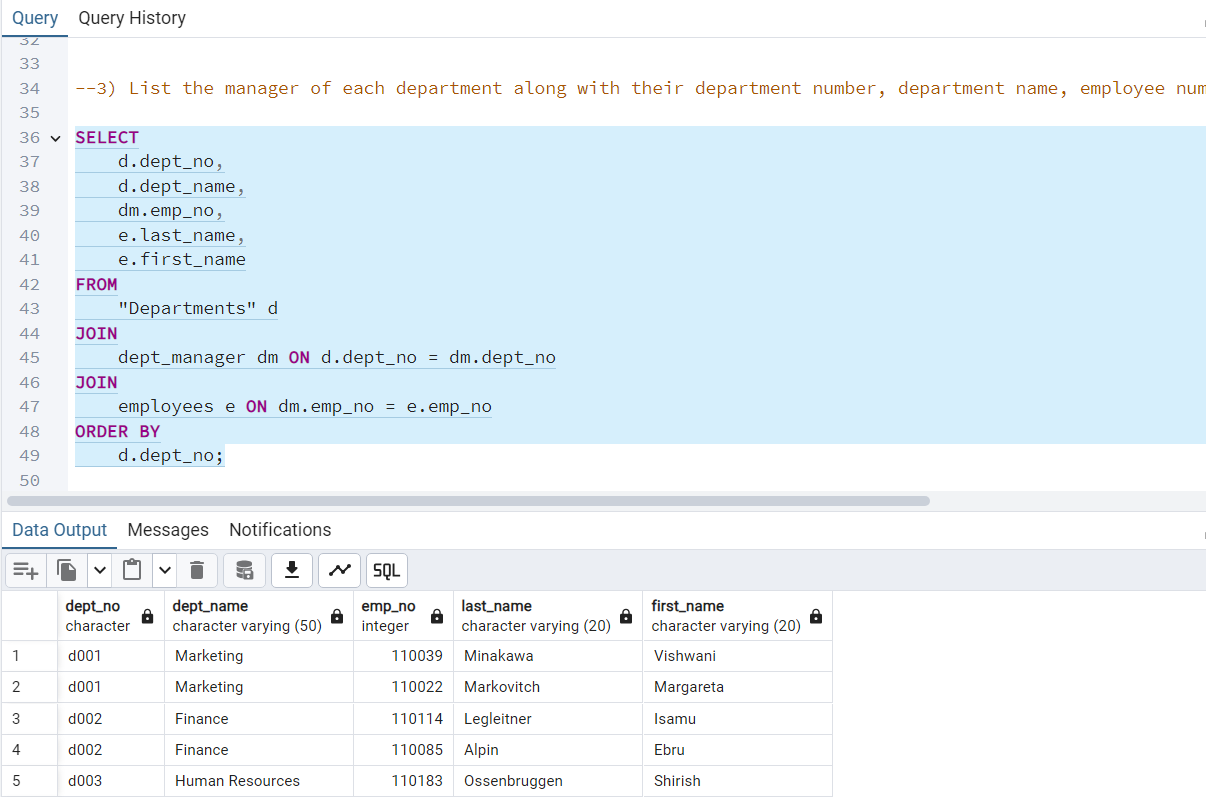 Query Query History
32
33
34 --3) List the manager of each department along with their department number, department name, employee num
35
36 SELECT
37 d.dept_no,
38 d.dept_name,
39 dm.emp_no,
40 e.last_name,
41 e.first_name
42 FROM
43 "Departments" d
44 JOIN
45 dept_manager dm ON d.dept_no = dm.dept_no
46 JOIN
47 employees e ON dm.emp_no = e.emp_no
48 ORDER BY
49 d.dept_no;
50
Data Output Messages Notifications
SQL
dept_no dept_name emp_no last_name first_name
character character varying (50) integer character varying (20) character varying (20)
1 d001 Marketing 110039 Minakawa Vishwani
2 d001 Marketing 110022 Markovitch Margareta
3 d002 Finance 110114 Legleitner Isamu
4 d002 Finance 110085 Alpin Ebru
5 d003 Human Resources 110183 Ossenbruggen Shirish